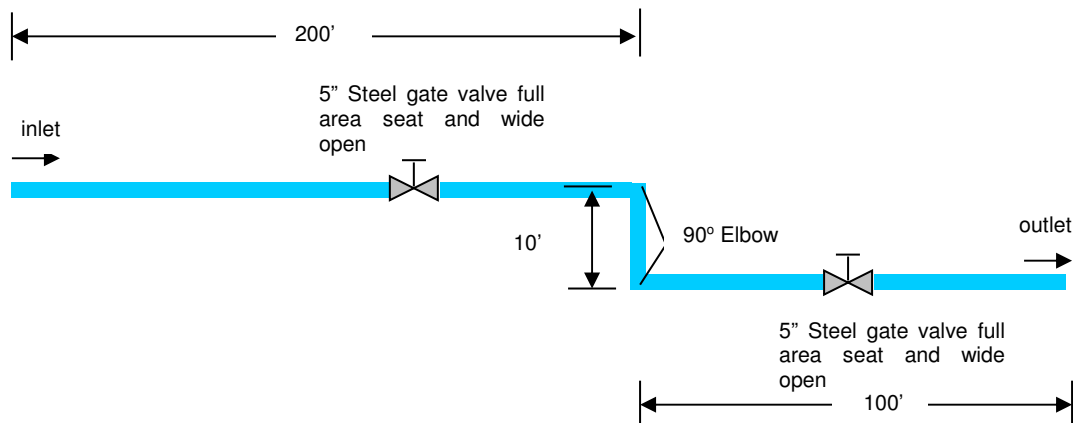 200’
5” Steel gate valve full
area seat and wide
open
inlet
10’
90º Elbow
outlet
5” Steel gate valve full
area seat and wide
open
100’